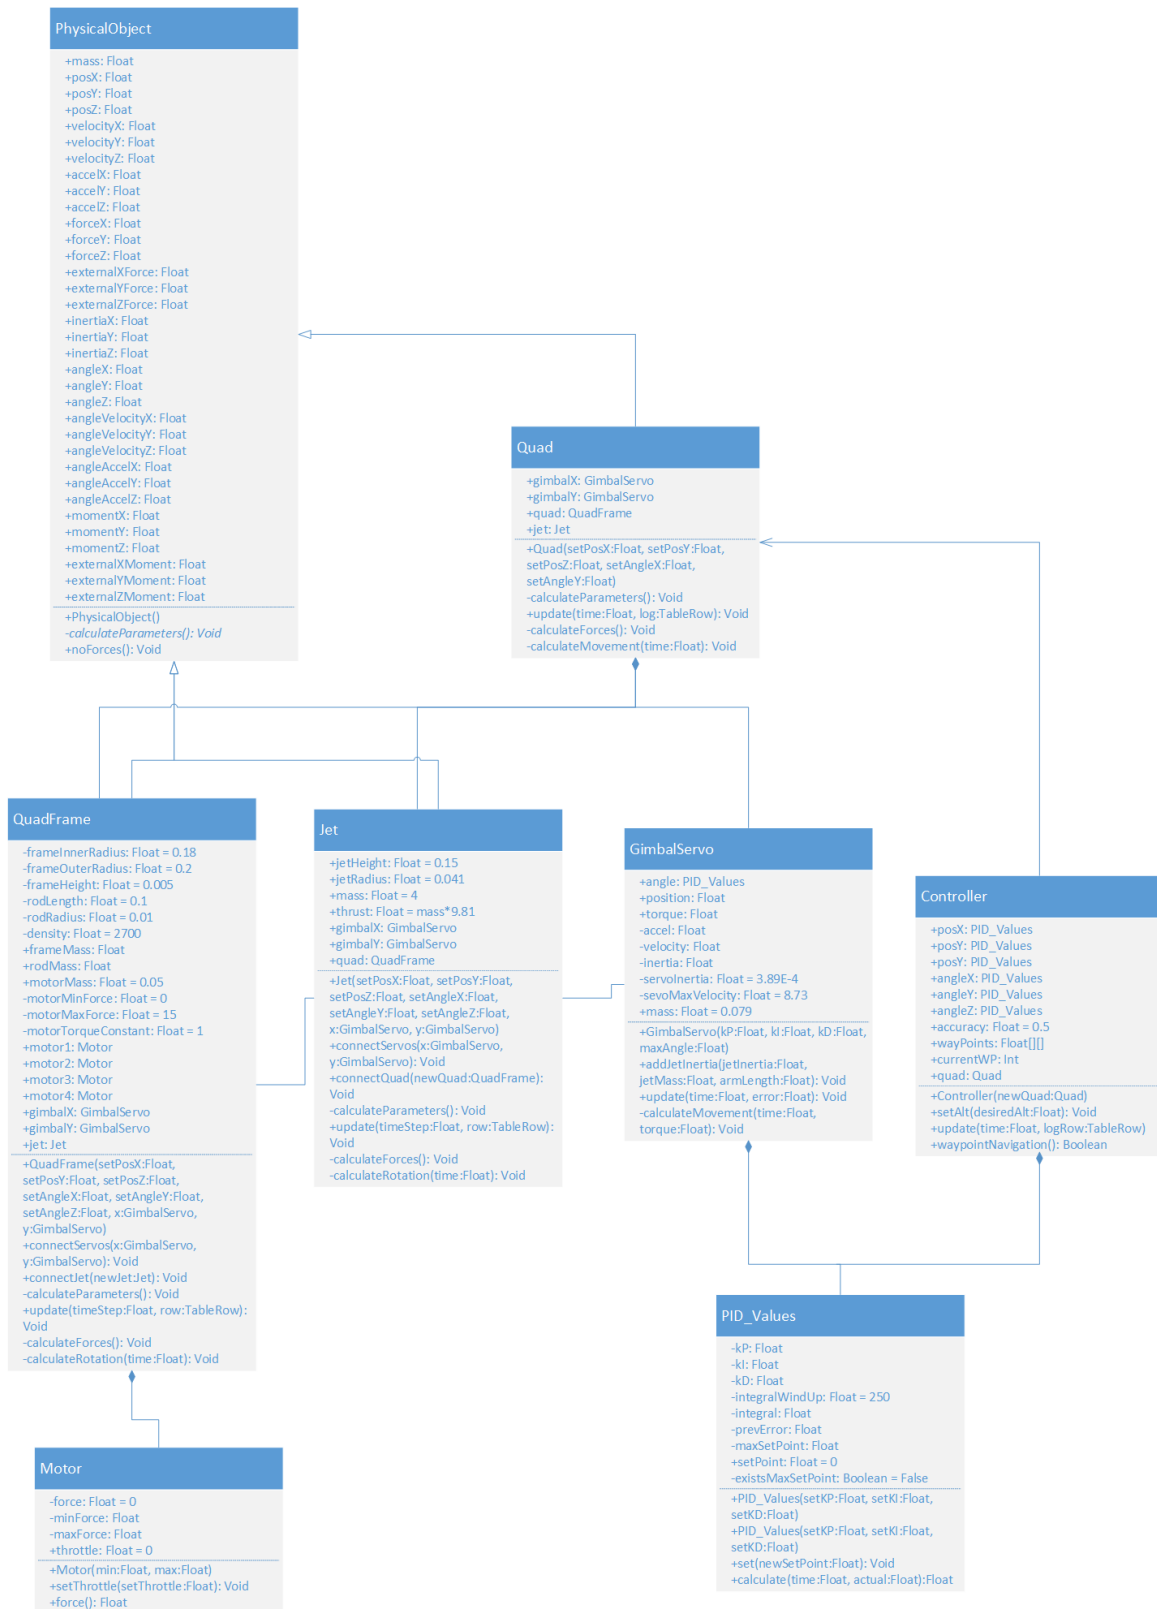 PhysicalObject
+mass: Float
+posX: Float
+posY: Float
+posZ: Float
+velocityX: Float
+velocityY: Float
+velocityZ: Float
+accelX: Float
+accelY: Float
+accelZ: Float
+forceX: Float
+forceY: Float
+forceZ: Float
+externalXForce: Float
+externalYForce: Float
+externalZForce: Float
+inertiaX: Float
+inertiaY: Float
+inertiaZ: Float
+angleX: Float
+angleY: Float
+angleZ: Float
+angleVelocityX: Float
+angleVelocityY: Float
+angleVelocityZ: Float
+angleAccelX: Float
+angleAccelY: Float
+angleAccelZ: Float
+momentX: Float
+momentY: Float
+momentZ: Float
+externalXMoment: Float
+externalYMoment: Float
+externalZMoment: Float
+PhysicalObject()
-calculateParameters(): Void
+noForces(): Void
Quad
+gimbalX: GimbalServo
+gimbalY: GimbalServo
+quad: QuadFrame
+jet: Jet
+Quad(setPosX:Float, setPosY:Float,
setPosZ:Float, setAngleX:Float,
setAngleY:Float)
-calculateParameters(): Void
+update(time:Float, log:TableRow): Void
-calculateForces(): Void
-calculateMovement(time:Float): Void
QuadFrame
-frameInnerRadius: Float = 0.18
-frameOuterRadius: Float = 0.2
-frameHeight: Float = 0.005
-rodLength: Float = 0.1
-rodRadius: Float = 0.01
-density: Float = 2700
+frameMass: Float
+rodMass: Float
+motorMass: Float = 0.05
-motorMinForce: Float = 0
-motorMaxForce: Float = 15
-motorTorqueConstant: Float = 1
+motor1: Motor
+motor2: Motor
+motor3: Motor
+motor4: Motor
+gimbalX: GimbalServo
+gimbalY: GimbalServo
+jet: Jet
+QuadFrame(setPosX:Float,
setPosY:Float, setPosZ:Float,
setAngleX:Float, setAngleY:Float,
setAngleZ:Float, x:GimbalServo,
y:GimbalServo)
+connectServos(x:GimbalServo,
y:GimbalServo): Void
+connectJet(newJet:Jet): Void
-calculateParameters(): Void
+update(timeStep:Float, row:TableRow):
Void
-calculateForces(): Void
-calculateRotation(time:Float): Void
Jet
+jetHeight: Float = 0.15
+jetRadius: Float = 0.041
+mass: Float = 4
+thrust: Float = mass*9.81
+gimbalX: GimbalServo
+gimbalY: GimbalServo
+quad: QuadFrame
+Jet(setPosX:Float, setPosY:Float,
setPosZ:Float, setAngleX:Float,
setAngleY:Float, setAngleZ:Float,
x:GimbalServo, y:GimbalServo)
+connectServos(x:GimbalServo,
y:GimbalServo): Void
+connectQuad(newQuad:QuadFrame):
Void
-calculateParameters(): Void
+update(timeStep:Float, row:TableRow):
Void
-calculateForces(): Void
-calculateRotation(time:Float): Void
GimbalServo
+angle: PID_Values
+position: Float
+torque: Float
-accel: Float
-velocity: Float
-inertia: Float
-servoInertia: Float = 3.89E-4
-sevoMaxVelocity: Float = 8.73
+mass: Float = 0.079
+GimbalServo(kP:Float, kI:Float, kD:Float,
maxAngle:Float)
+addJetInertia(jetInertia:Float,
jetMass:Float, armLength:Float): Void
+update(time:Float, error:Float): Void
-calculateMovement(time:Float,
torque:Float): Void
Controller
+posX: PID_Values
+posY: PID_Values
+posY: PID_Values
+angleX: PID_Values
+angleY: PID_Values
+angleZ: PID_Values
+accuracy: Float = 0.5
+wayPoints: Float[][]
+currentWP: Int
+quad: Quad
+Controller(newQuad:Quad)
+setAlt(desiredAlt:Float): Void
+update(time:Float, logRow:TableRow)
+waypointNavigation(): Boolean
PID_Values
-kP: Float
-kI: Float
-kD: Float
-integralWindUp: Float = 250
-integral: Float
-prevError: Float
-maxSetPoint: Float
+setPoint: Float = 0
-existsMaxSetPoint: Boolean = False
+PID_Values(setKP:Float, setKI:Float,
setKD:Float)
+PID_Values(setKP:Float, setKI:Float,
setKD:Float)
+set(newSetPoint:Float): Void
+calculate(time:Float, actual:Float):Float
Motor
-force: Float = 0
-minForce: Float
-maxForce: Float
+throttle: Float = 0
+Motor(min:Float, max:Float)
+setThrottle(setThrottle:Float): Void
+force(): Float